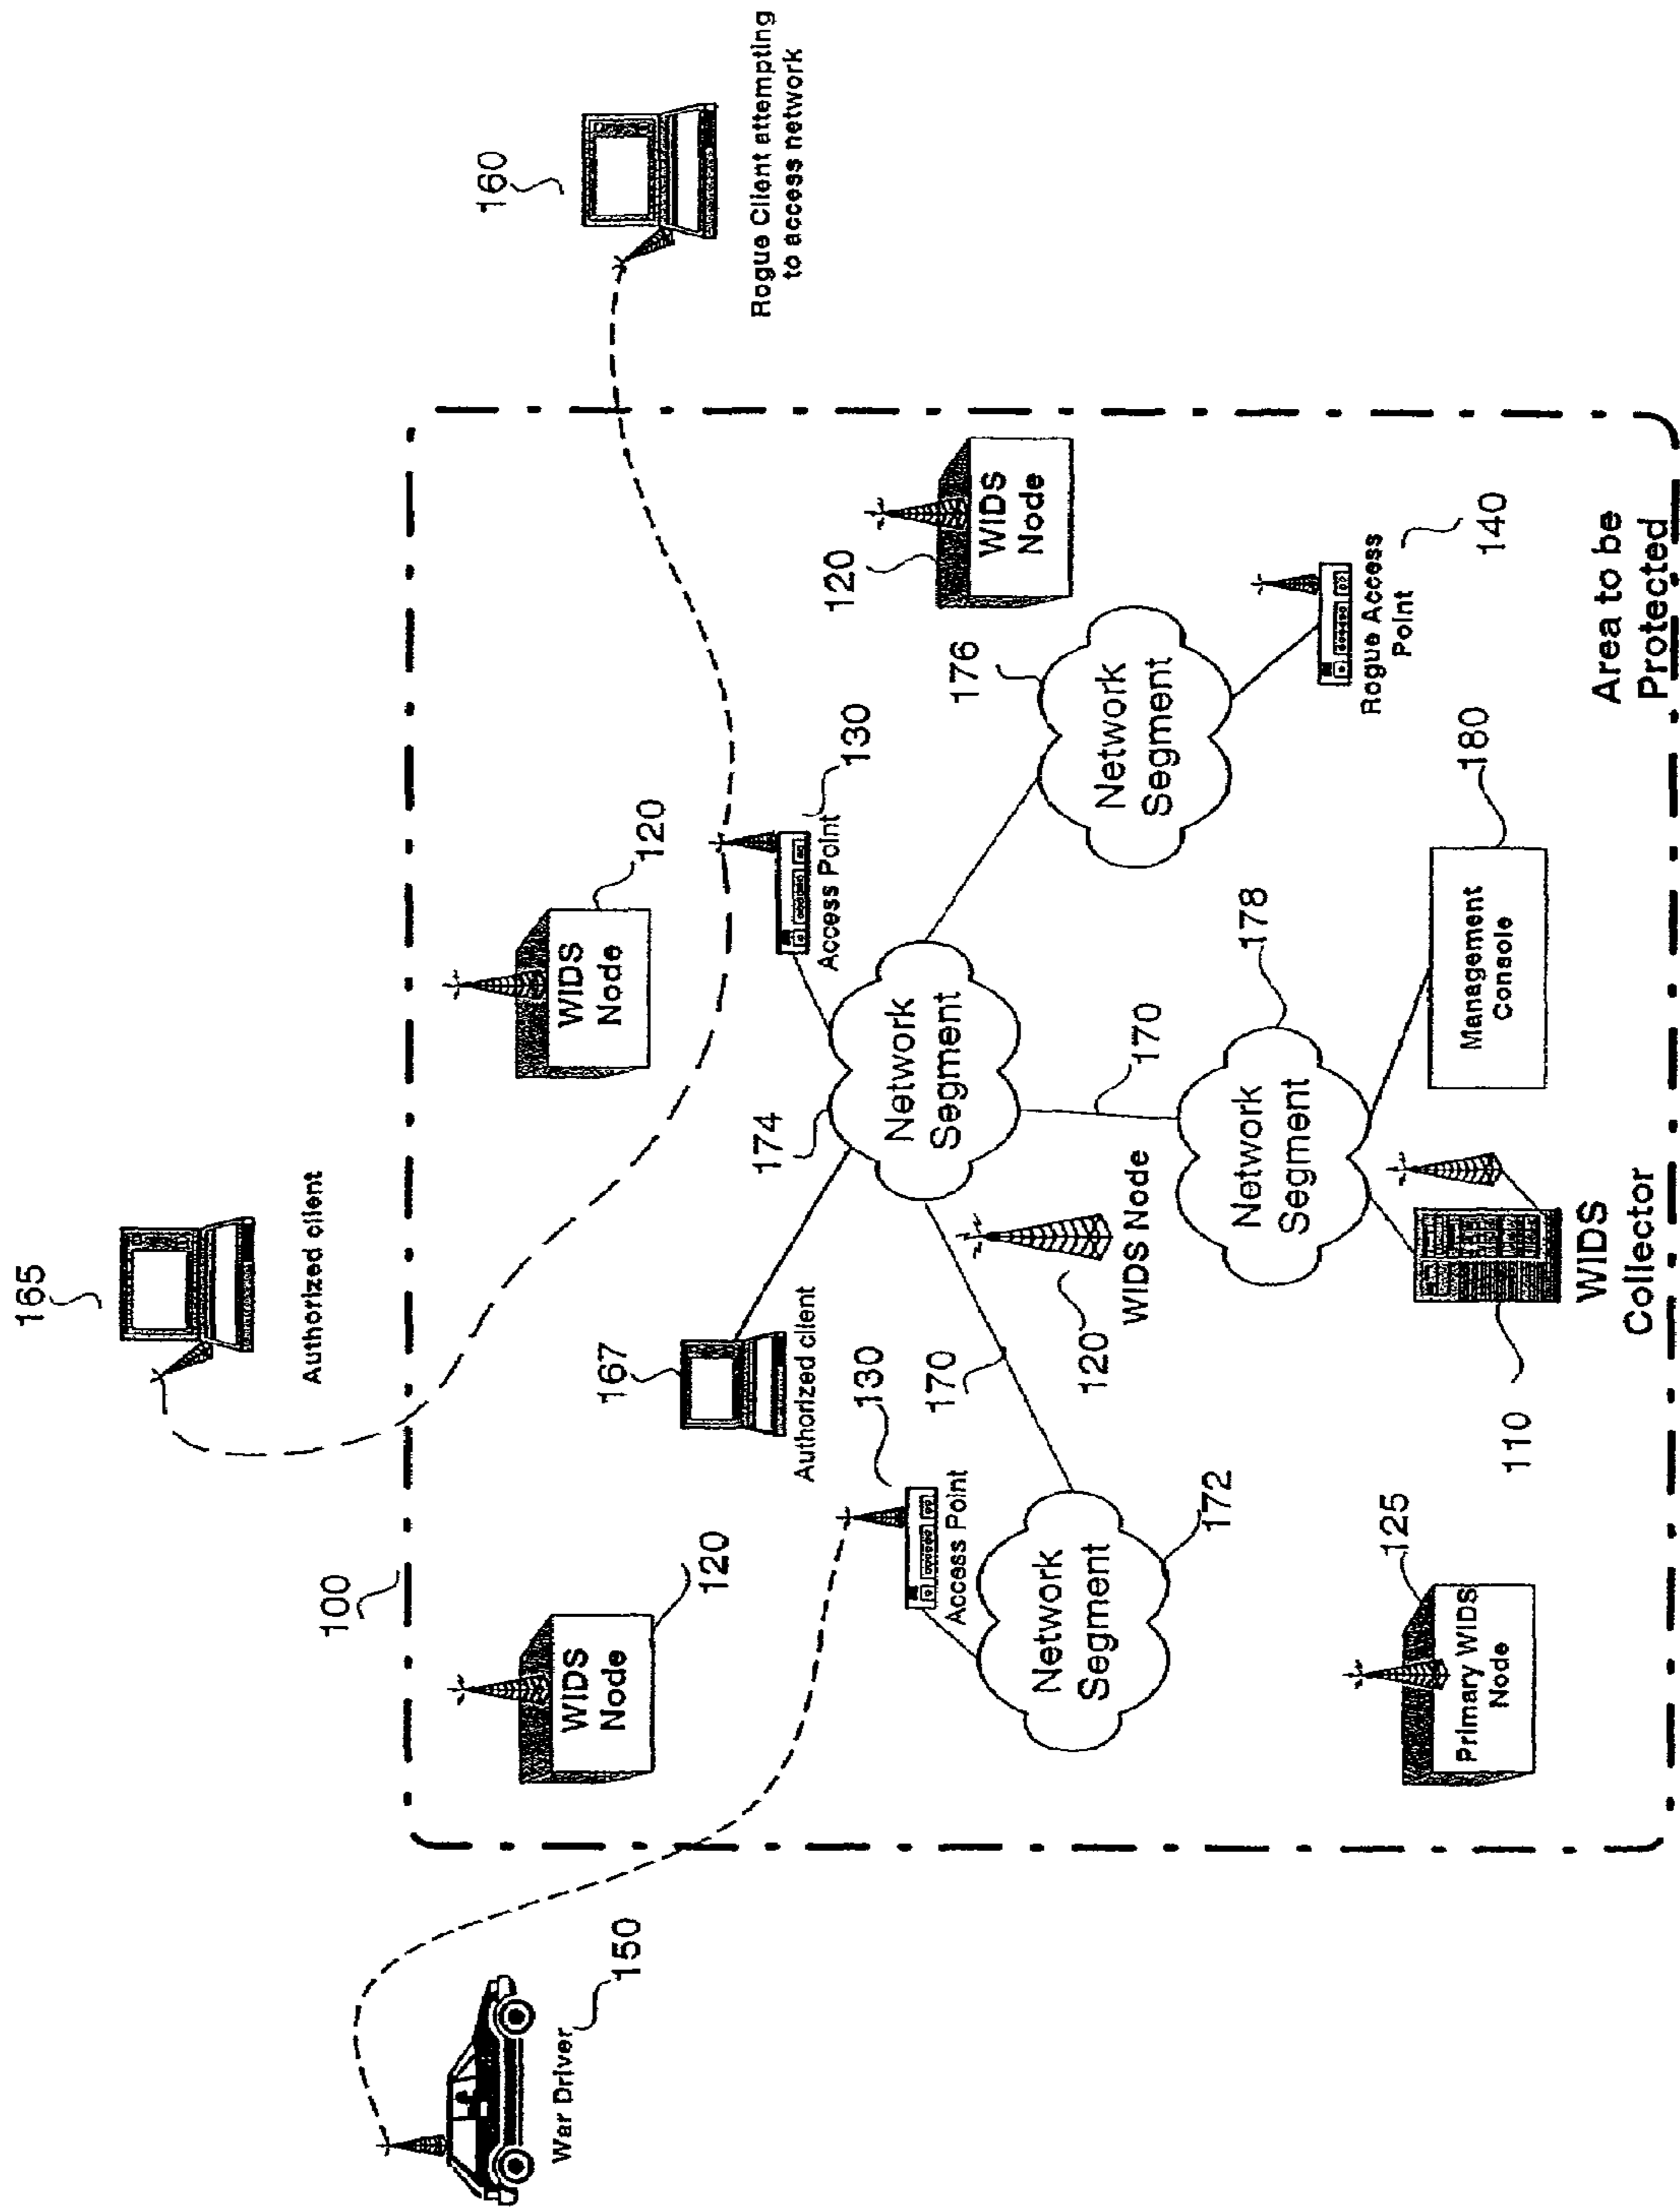 165
Authorized client
160
Rogue Client attempting
to access network
War Driver
150
100
WIDS
Node
120
WIDS
Node
120
167
Authorized client
174
Access Point
130
130
Access Point
120
WIDS
Node
Network
Segment
172
170
Network
Segment
120
WIDS Node
170
176
Network
Segment
Network
Segment
178
Rogue Access
Point
140
125
Primary WIDS
Node
110
WIDS
Collector
Management
Console
180
Area to be
Protected